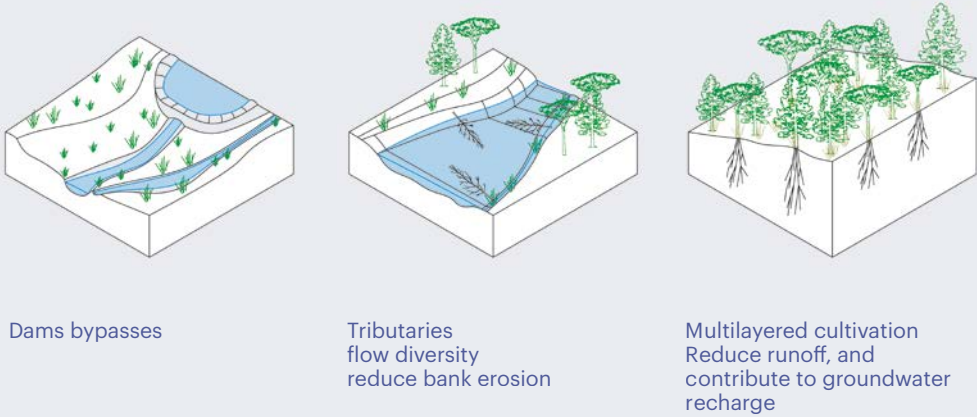 Dams bypasses
Tributaries
flow diversity
reduce bank erosion
Multilayered cultivation
Reduce runoff, and
contribute to groundwater
recharge